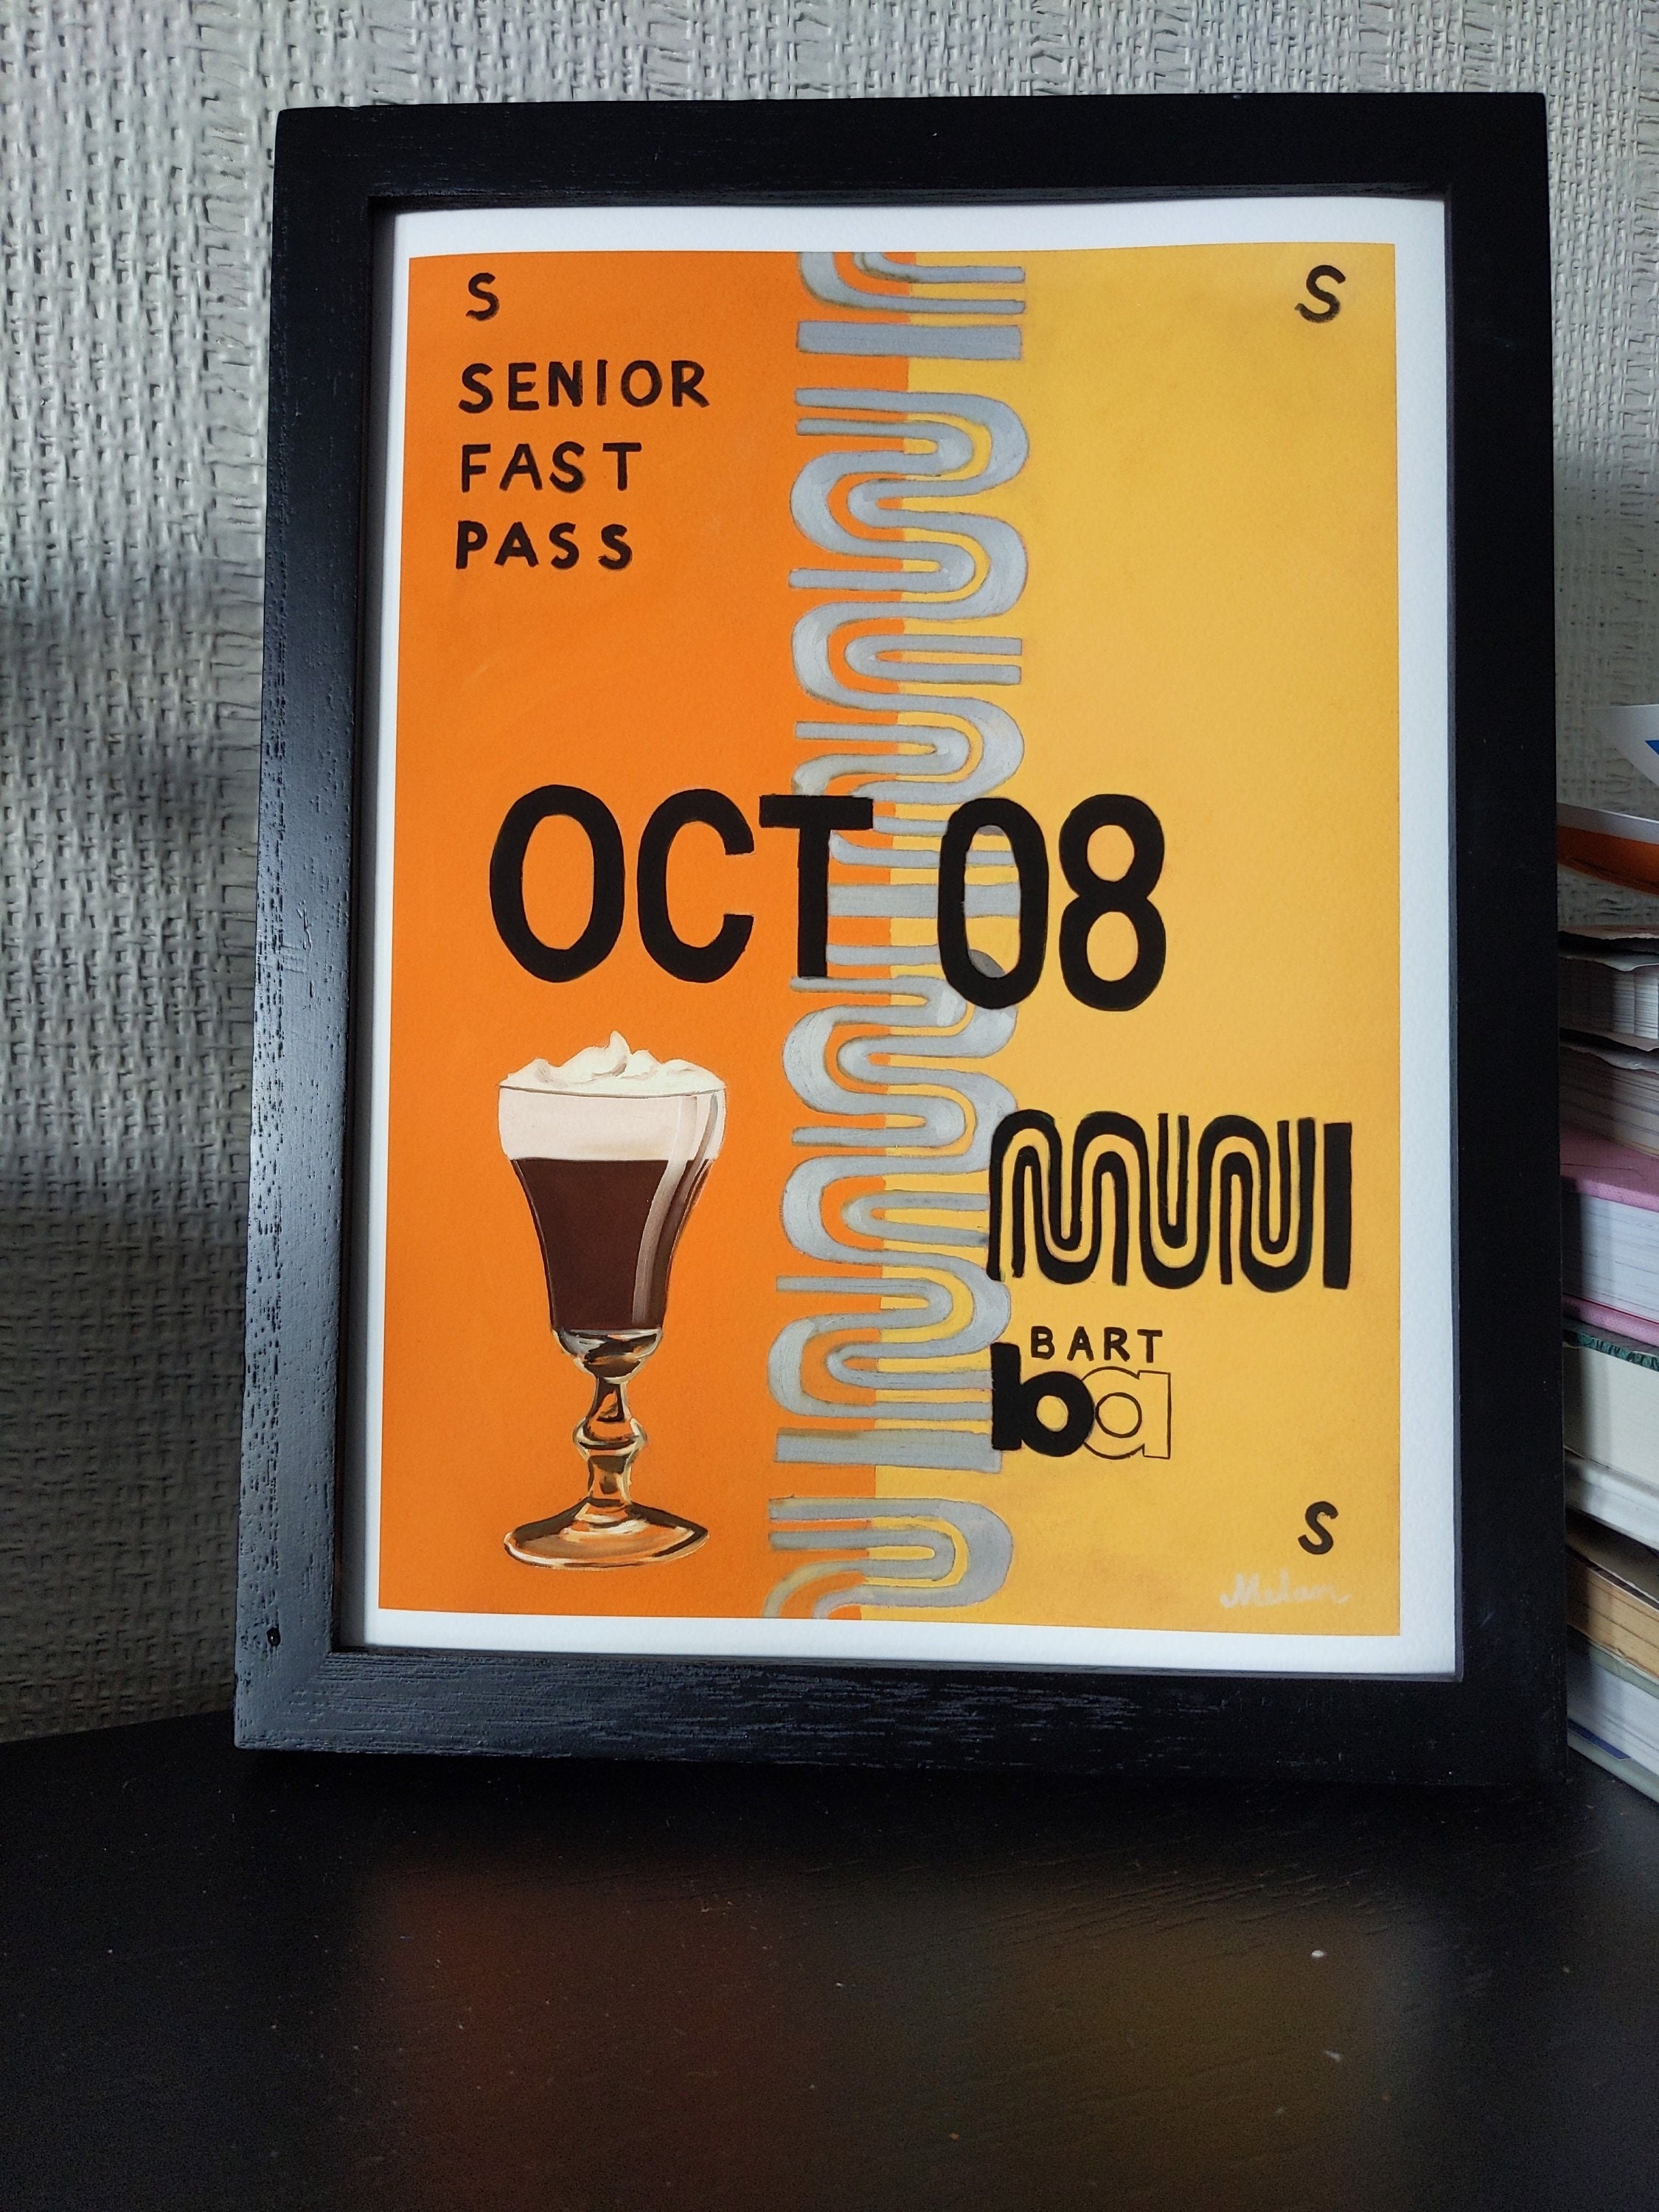 S S
SENIOR
FAST
PASS
OCT 08
muni
BART
ba
S